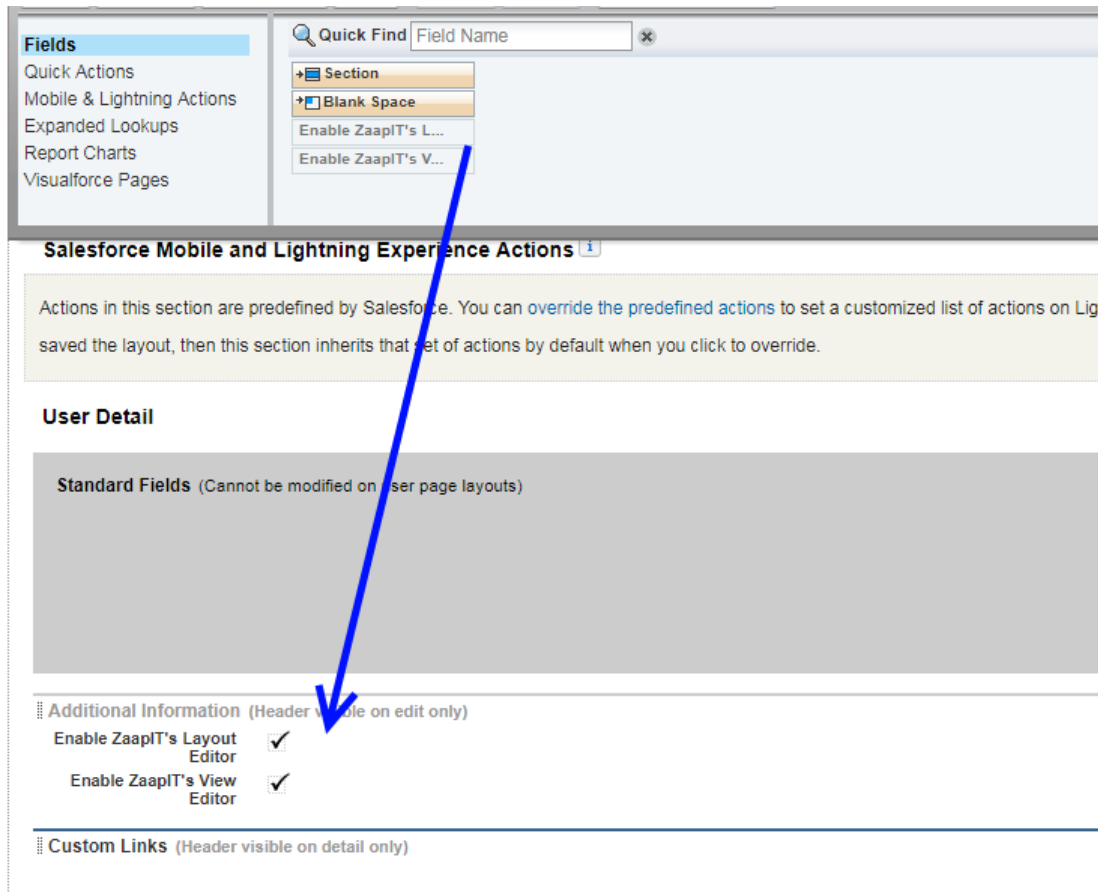 Fields
Quick Actions
Mobile & Lightning Actions
Expanded Lookups
Report Charts
Visualforce Pages
Quick Find Field Name
Section
Blank Space
Enable ZaapIT's L...
Enable ZaapIT's V...
Salesforce Mobile and Lightning Experience Actions i
Actions in this section are predefined by Salesforce. You can override the predefined actions to set a customized list of actions on Lig
saved the layout, then this section inherits that set of actions by default when you click to override.
User Detail
Standard Fields (Cannot be modified on user page layouts)
Additional Information (Header visible on edit only)
Enable ZaapIT's Layout
Editor
Enable ZaapIT's View
Editor
Custom Links (Header visible on detail only)